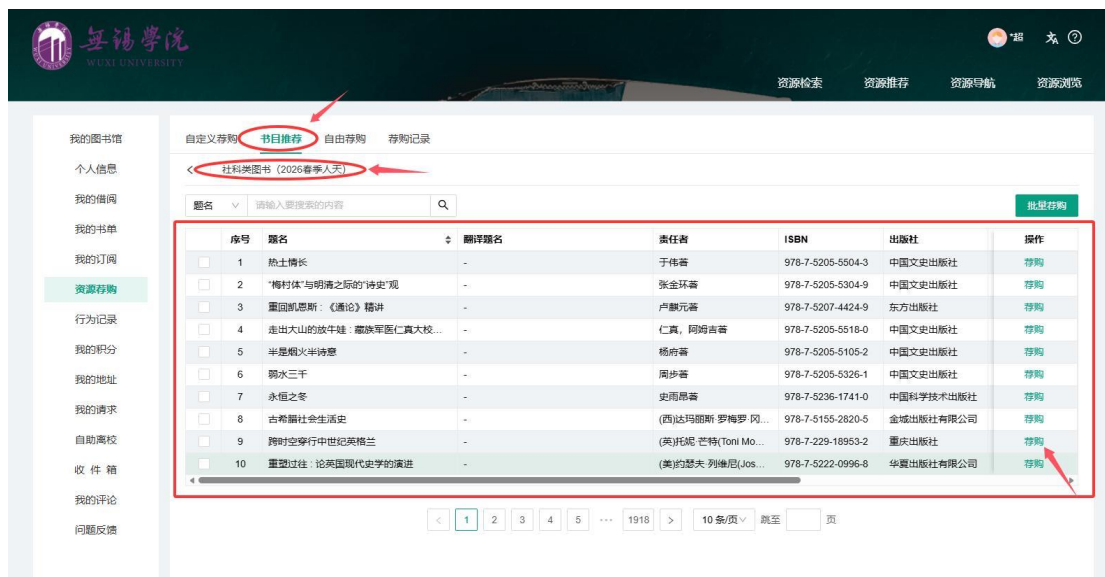 無锡學院
WUXI UNIVERSITY
*超
资源检索 资源推荐 资源导航 资源浏览
我的图书馆
个人信息
我的借阅
我的书单
我的订阅
资源荐购
行为记录
我的积分
我的地址
我的请求
自助离校
收 件 箱
我的评论
问题反馈
自定义荐购 书目推荐 自由荐购 荐购记录
< 社科类图书（2026春季人天）
题名 请输入要搜索的内容 批量荐购
序号 题名 翻译题名 责任者 ISBN 出版社 操作
1 热土情长 - 于伟著 978-7-5205-5504-3 中国文史出版社 荐购
2 “梅村体”与明清之际的“诗史”观 - 张金环著 978-7-5205-5304-9 中国文史出版社 荐购
3 重回凯恩斯 : 《通论》精讲 - 卢麒元著 978-7-5207-4424-9 东方出版社 荐购
4 走出大山的放牛娃 : 藏族军医仁真大校... - 仁真，阿姆吉著 978-7-5205-5518-0 中国文史出版社 荐购
5 半是烟火半诗意 - 杨府著 978-7-5205-5105-2 中国文史出版社 荐购
6 弱水三千 - 周步著 978-7-5205-5326-1 中国文史出版社 荐购
7 永恒之冬 - 史雨昂著 978-7-5236-1741-0 中国科学技术出版社 荐购
8 古希腊社会生活史 - (西)达玛丽斯·罗梅罗·冈... 978-7-5155-2820-5 金城出版社有限公司 荐购
9 跨时空穿行中世纪英格兰 - (英)托妮·芒特(Toni Mo... 978-7-229-18953-2 重庆出版社 荐购
10 重塑过往 : 论英国现代史学的演进 - (美)约瑟夫·列维尼(Jos... 978-7-5222-0996-8 华夏出版社有限公司 荐购
< 1 2 3 4 5 ··· 1918 > 10 条/页 跳至 页